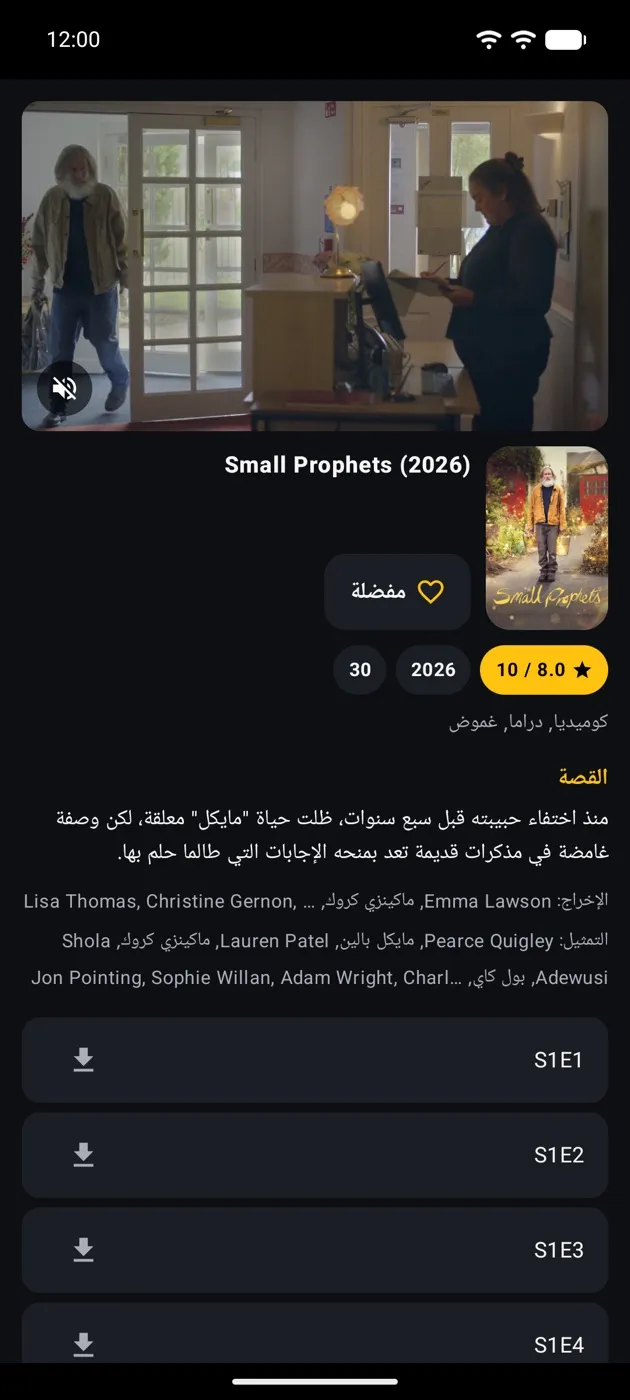 12:00
Small Prophets (2026)
Small Prophets
مفضلة
10 / 8.0
2026
30
كوميديا, دراما, غموض
القصة
منذ اختفاء حبيبته قبل سبع سنوات، ظلت حياة "مايكل" معلقة، لكن وصفة
غامضة في مذكرات قديمة تعد بمنحه الإجابات التي طالما حلم بها.
الإخراج: Emma Lawson, ماكينزي كروك, Lisa Thomas, Christine Gernon, ...
التمثيل: Pearce Quigley, مايكل بالين, Lauren Patel, ماكينزي كروك, Shola
Adewusi, بول كاي, Jon Pointing, Sophie Willan, Adam Wright, Charl...
S1E1
S1E2
S1E3
S1E4